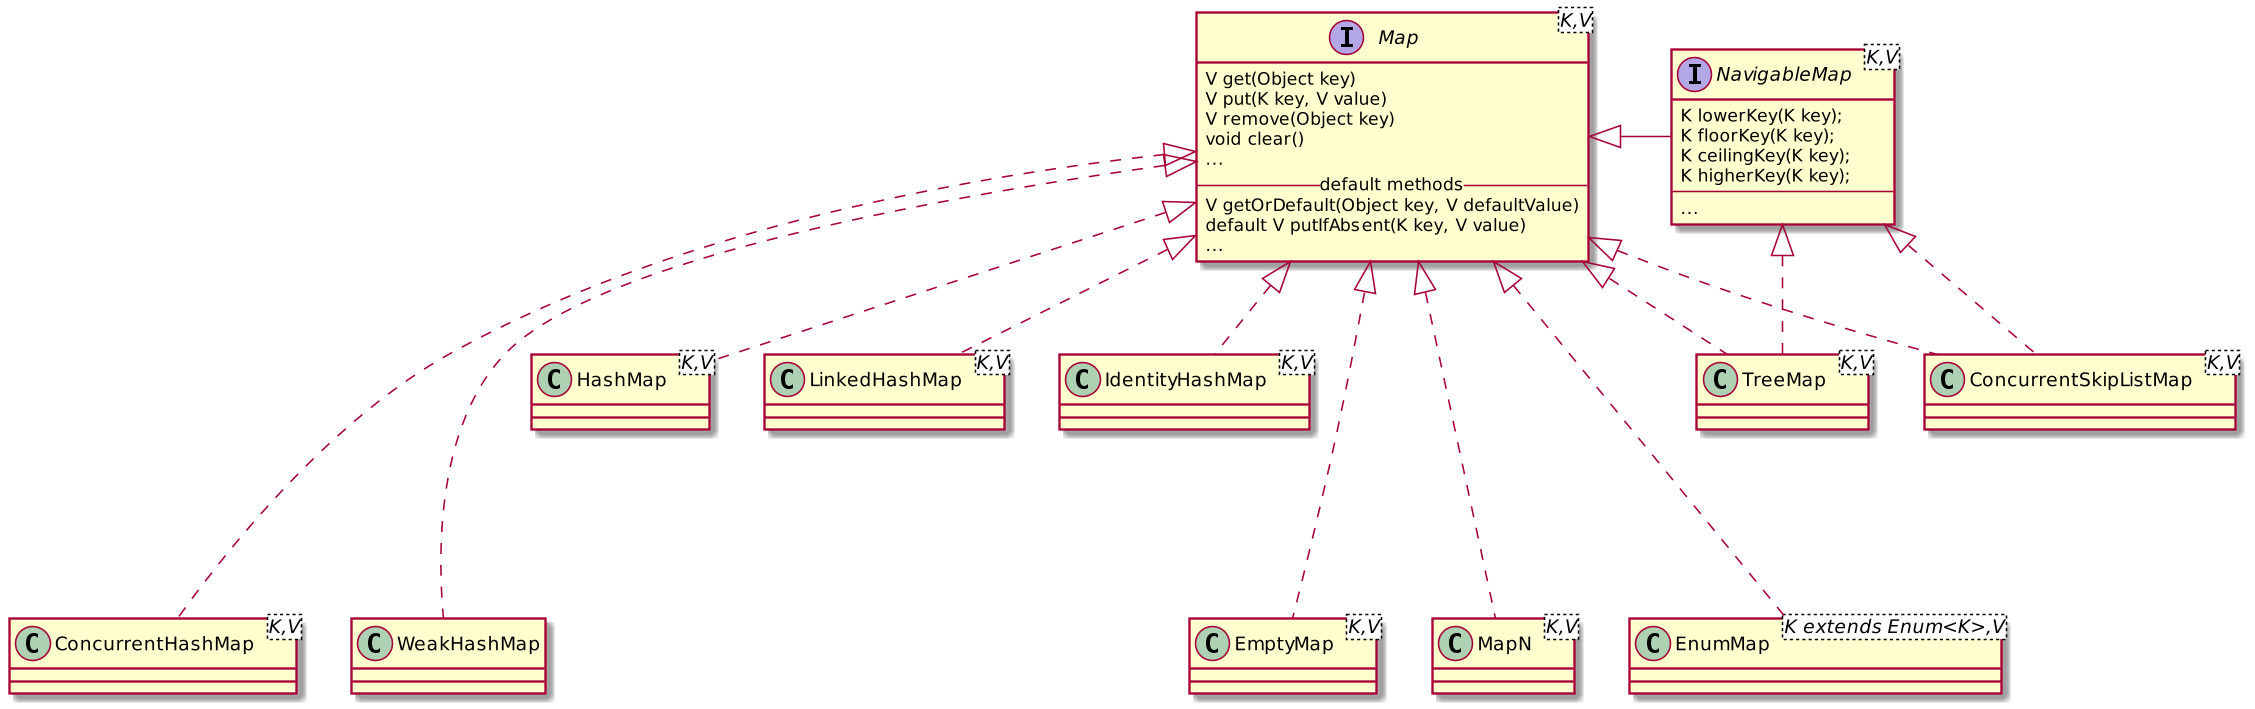 K,V
I Map
V get(Object key)
V put(K key, V value)
V remove(Object key)
void clear()
...
default methods
V getOrDefault(Object key, V defaultValue)
default V putIfAbsent(K key, V value)
...
K,V
I NavigableMap
K lowerKey(K key);
K floorKey(K key);
K ceilingKey(K key);
K higherKey(K key);
...
C HashMap K,V
C LinkedHashMap K,V
C IdentityHashMap K,V
C TreeMap K,V
C ConcurrentSkipListMap K,V
C ConcurrentHashMap K,V
C WeakHashMap
C EmptyMap K,V
C MapN K,V
C EnumMap K extends Enum<K>,V